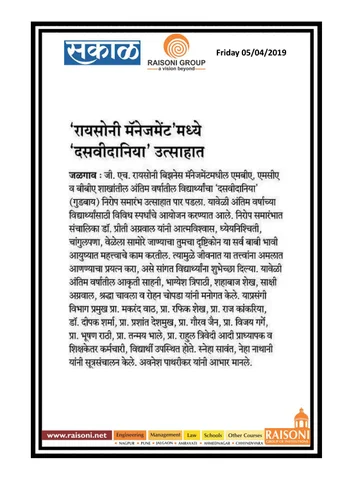 सकाळ
RAISONI GROUP
a vision beyond
Friday 05/04/2019
'रायसोनी मॅनेजमेंट'मध्ये
'दसवीदानिया' उत्साहात
जळगाव : जी. एच. रायसोनी बिझनेस मॅनेजमेंटमधील एमबीए, एमसीए
व बीबीए शाखांतील अंतिम वर्षातील विद्यार्थ्यांचा 'दसवीदानिया'
(गुडबाय) निरोप समारंभ उत्साहात पार पडला. यावेळी अंतिम वर्षाच्या
विद्यार्थ्यांसाठी विविध स्पर्धांचे आयोजन करण्यात आले. निरोप समारंभात
संचालिका डॉ. प्रीती अग्रवाल यांनी आत्मविश्वास, ध्येयनिश्चिती,
चांगुलपणा, वेळेला सामोरे जाण्याचा तुमचा दृष्टिकोन या सर्व बाबी भावी
आयुष्यात महत्त्वाचे काम करतील. त्यामुळे जीवनात या तत्त्वांना अमलात
आणण्याचा प्रयत्न करा, असे सांगत विद्यार्थ्यांना शुभेच्छा दिल्या. यावेळी
अंतिम वर्षातील आकृती साहनी, भाग्येश त्रिपाठी, शहाबाज शेख, साक्षी
अग्रवाल, श्रद्धा चावला व रोहन चोपडा यांनी मनोगत केले. याप्रसंगी
विभाग प्रमुख प्रा. मकरंद वाठ, प्रा. रफिक शेख, प्रा. राज कांकरिया,
डॉ. दीपक शर्मा, प्रा. प्रशांत देशमुख, प्रा. गौरव जैन, प्रा. विजय गर्गे,
प्रा. भूषण राठी, प्रा. तन्मय भाले, प्रा. राहुल त्रिवेदी आदी प्राध्यापक व
शिक्षकेतर कर्मचारी, विद्यार्थी उपस्थित होते. स्नेहा सावंत, नेहा नाथानी
यांनी सूत्रसंचालन केले. अवनेश पाथरीकर यांनी आभार मानले.
www.raisoni.net Engineering Management Law Schools Other Courses RAISONI
NAGPUR PUNE JALGAON AMRAVATI AHMEDNAGAR CHHINDWARA